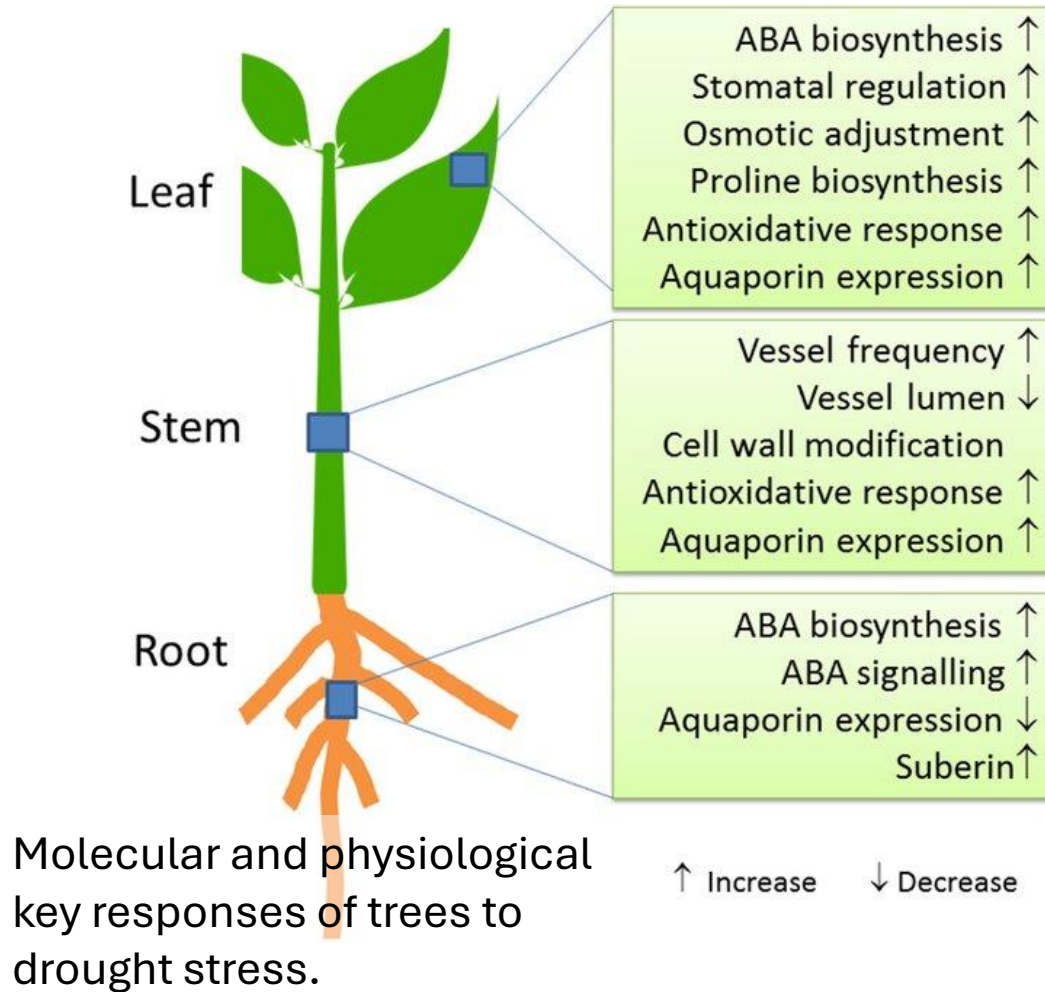 Leaf
ABA biosynthesis ↑
Stomatal regulation ↑
Osmotic adjustment ↑
Proline biosynthesis ↑
Antioxidative response ↑
Aquaporin expression ↑
Stem
Vessel frequency ↑
Vessel lumen ↓
Cell wall modification
Antioxidative response ↑
Aquaporin expression ↑
Root
ABA biosynthesis ↑
ABA signalling ↑
Aquaporin expression ↓
Suberin↑
Molecular and physiological
key responses of trees to
drought stress.
↑ Increase ↓ Decrease